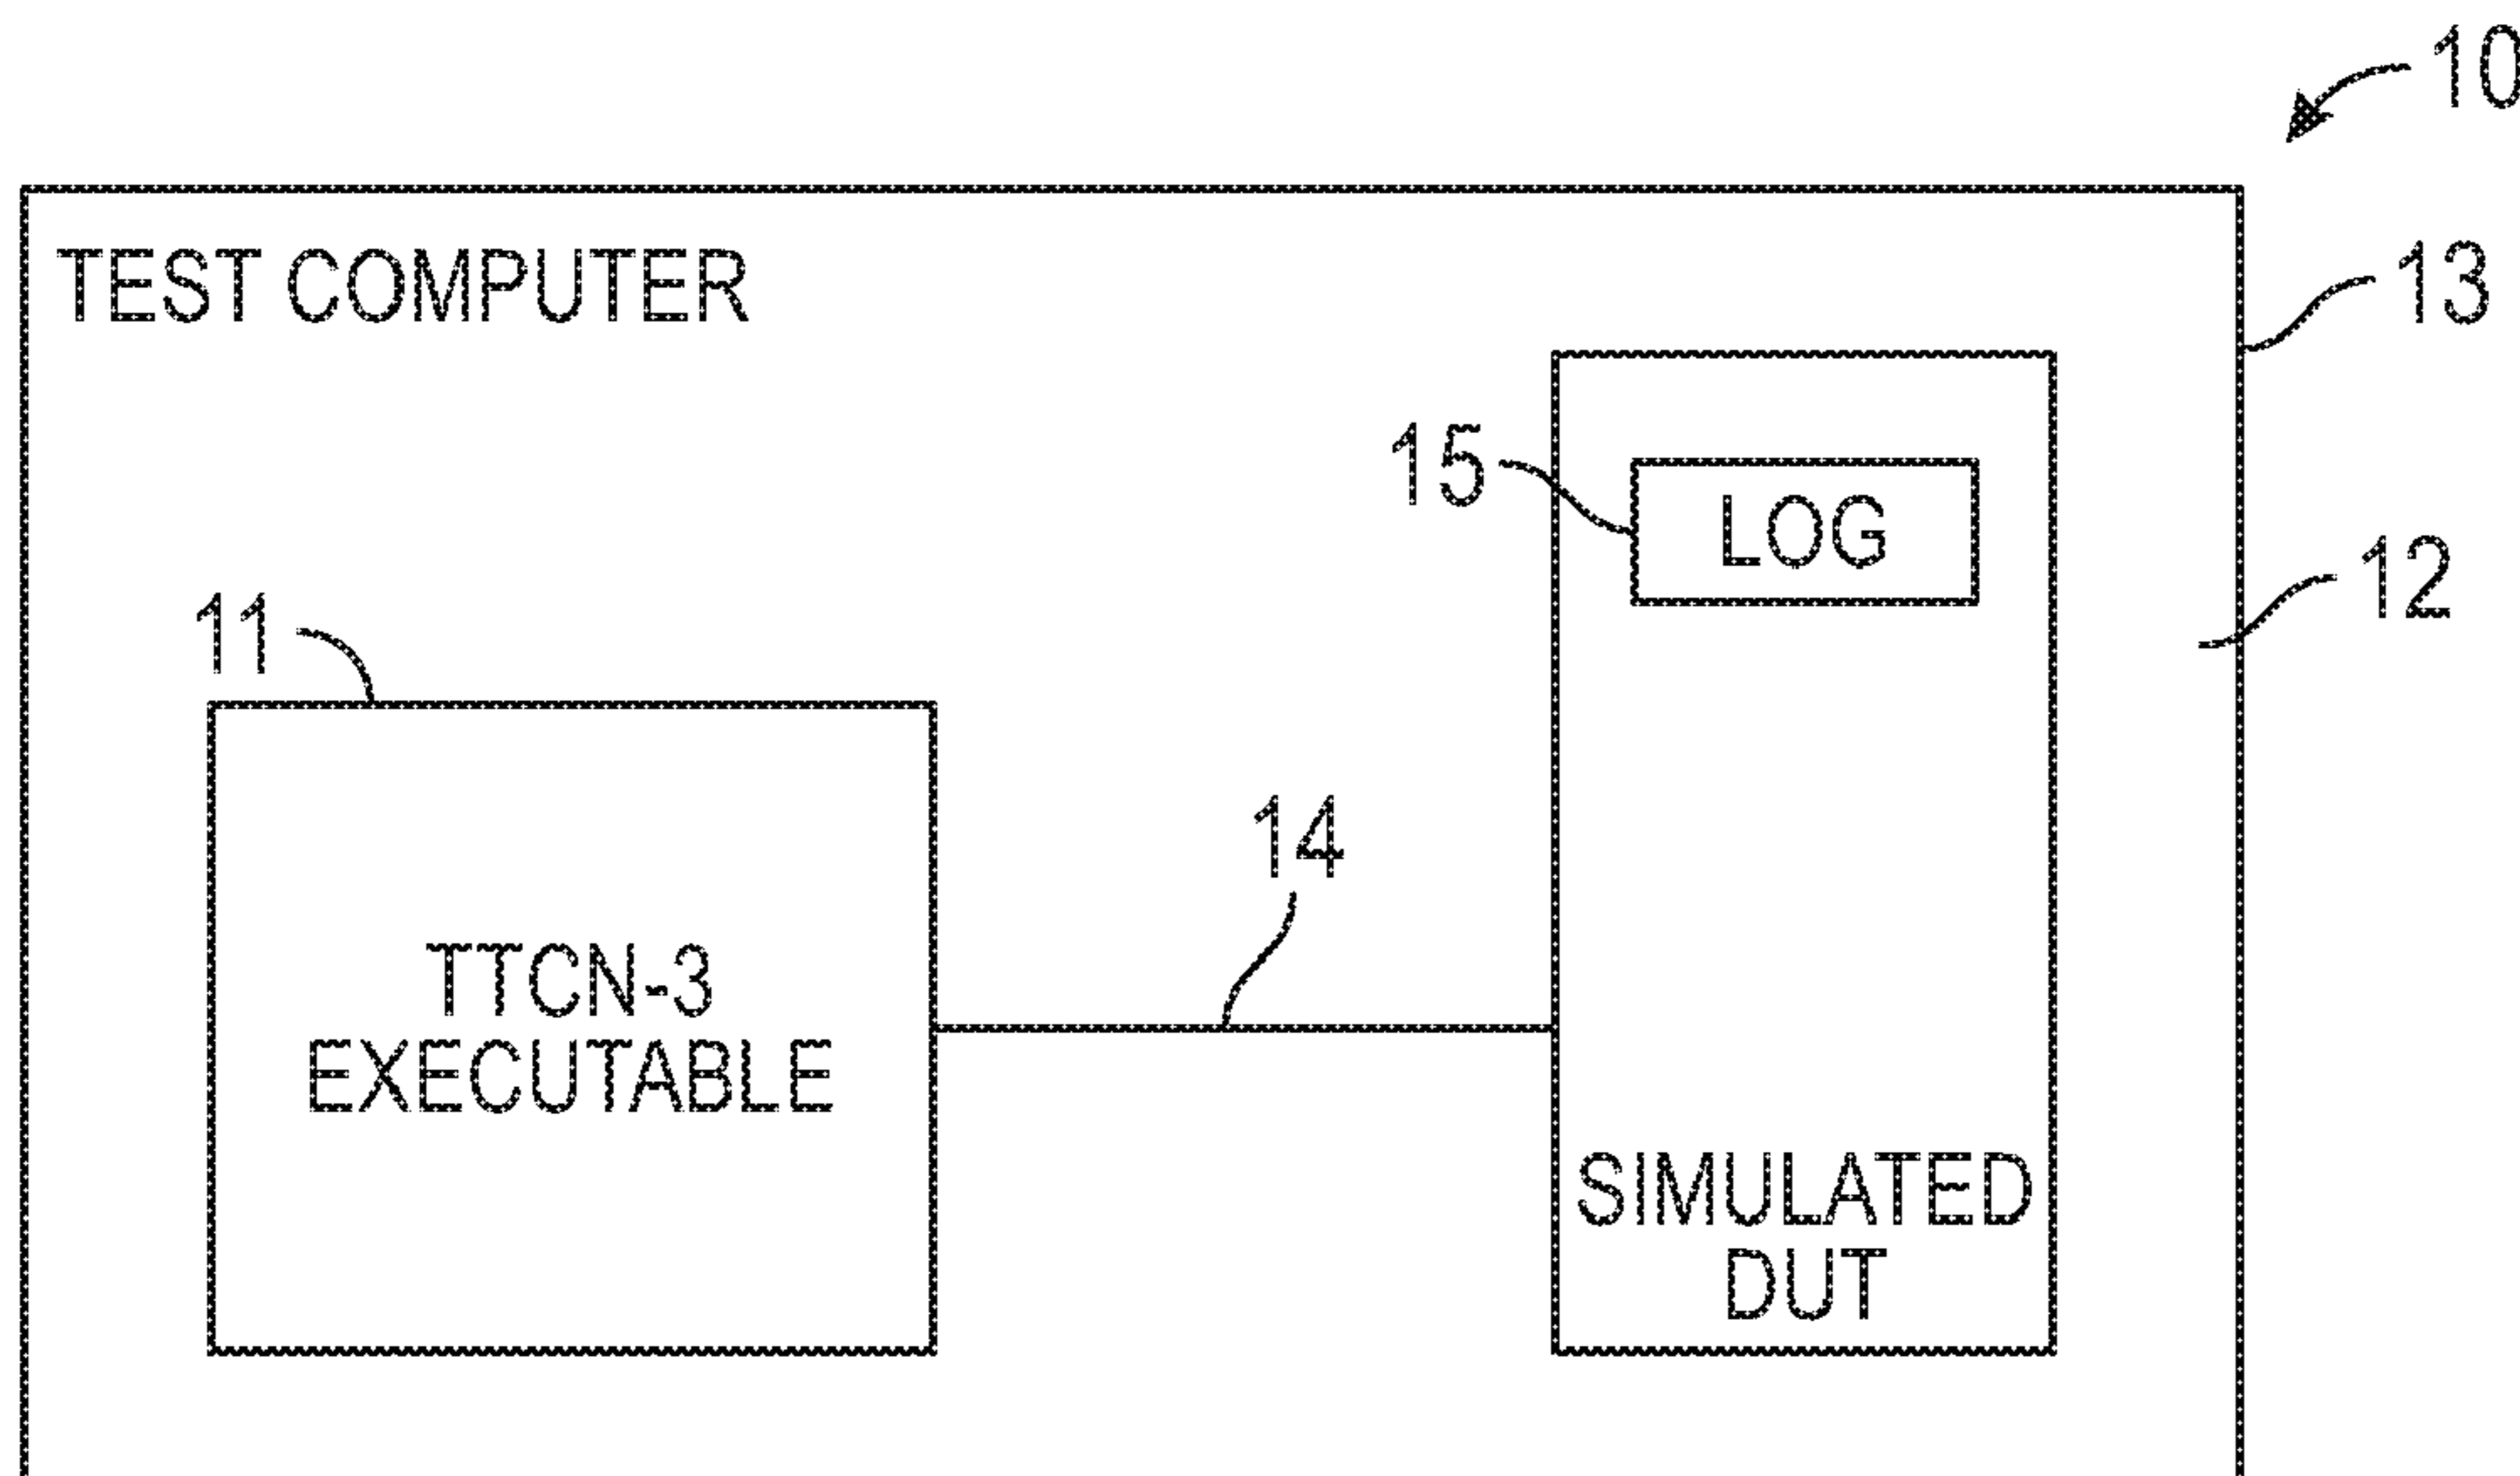 10
TEST COMPUTER
13
15
LOG
12
11
14
TTCN-3
EXECUTABLE
SIMULATED
DUT